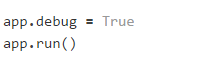 app.debug = True
app.run()